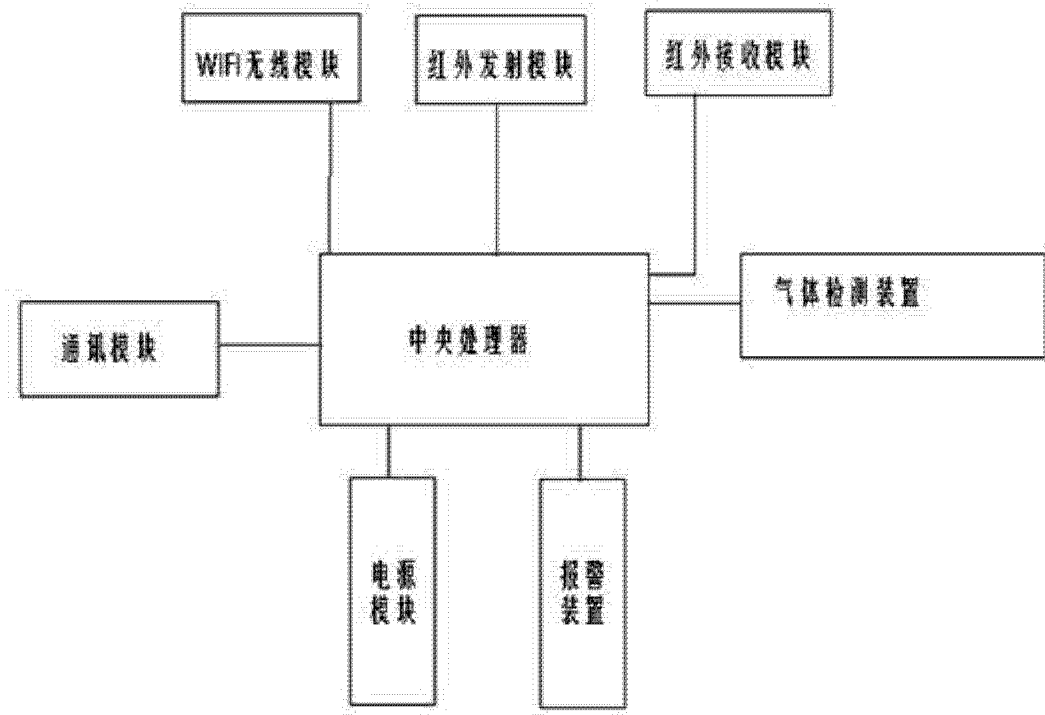 WIFI无线模块
红外发射模块
红外接收模块
气体检测装置
通讯模块
中央处理器
电源
模块
报警
装置